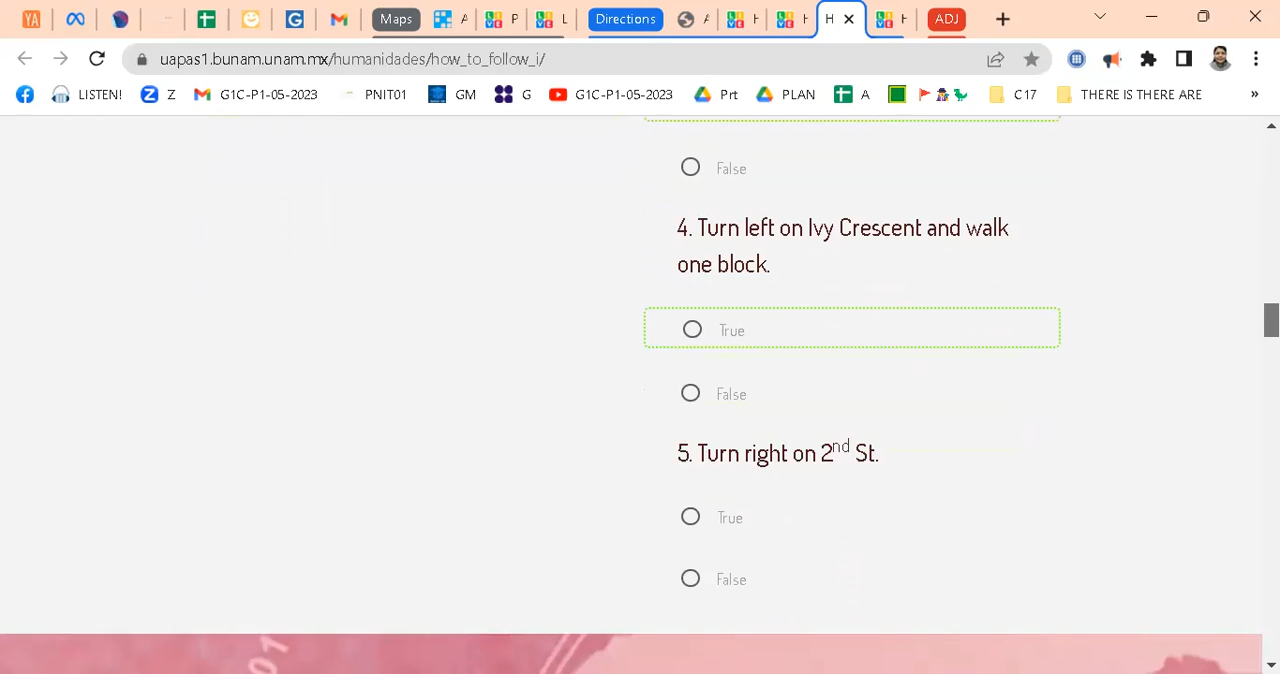 YA
Maps
A
P
L
Directions
A
H
ADJ
uapas1.bunam.unam.mx/humanidades/how_to_follow_i/
LISTEN!
Z
G1C-P1-05-2023
PNIT01
GM
G
G1C-P1-05-2023
Prt
PLAN
A
C17
THERE IS THERE ARE
»
False
4. Turn left on Ivy Crescent and walk
one block.
True
False
5. Turn right on 2nd St.
True
False
01